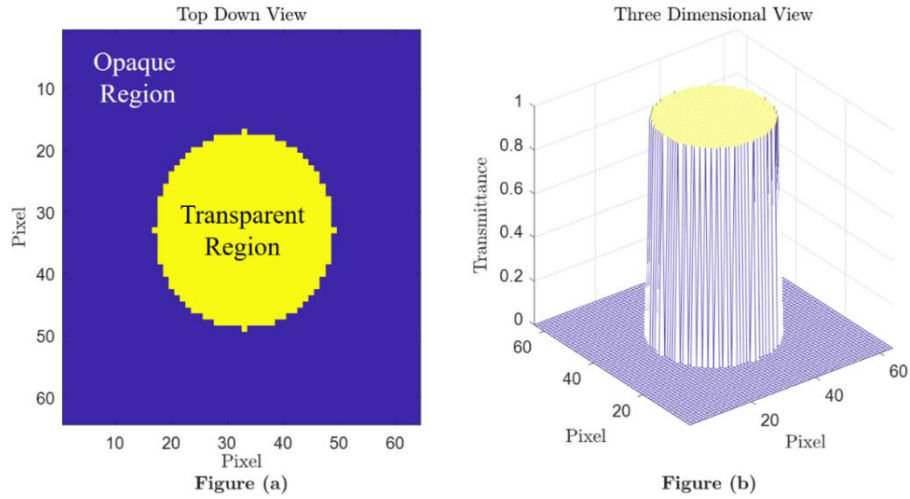 Top Down View
Opaque
Region
Transparent
Region
10
20
30
40
50
60
Pixel
10
20
30
40
50
60
Pixel
Figure (a)
Three Dimensional View
1
0.8
0.6
0.4
0.2
0
Transmittance
60
40
20
Pixel
20
40
60
Pixel
Figure (b)